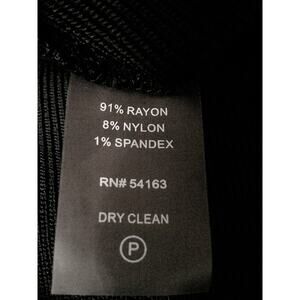 91% RAYON
8% NYLON
1% SPANDEX
RN# 54163
DRY CLEAN
P